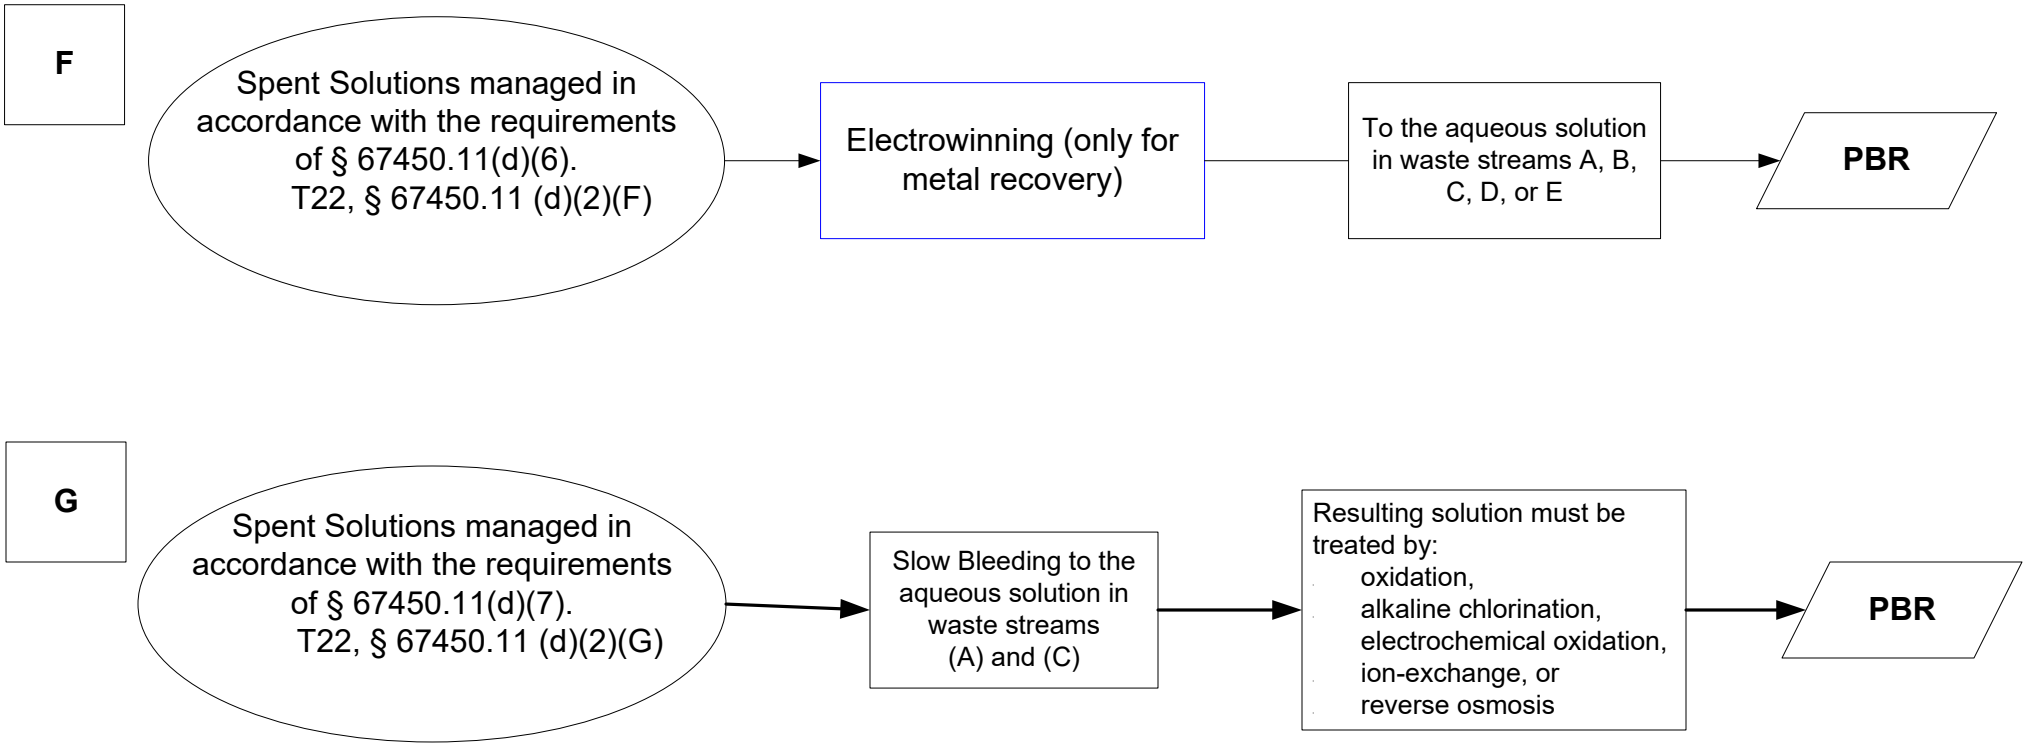 F
Spent Solutions managed in
accordance with the requirements
of § 67450.11(d)(6).
T22, § 67450.11 (d)(2)(F)
Electrowinning (only for
metal recovery)
To the aqueous solution
in waste streams A, B,
C, D, or E
PBR
G
Spent Solutions managed in
accordance with the requirements
of § 67450.11(d)(7).
T22, § 67450.11 (d)(2)(G)
Slow Bleeding to the
aqueous solution in
waste streams
(A) and (C)
Resulting solution must be
treated by:
oxidation,
alkaline chlorination,
electrochemical oxidation,
ion-exchange, or
reverse osmosis
PBR